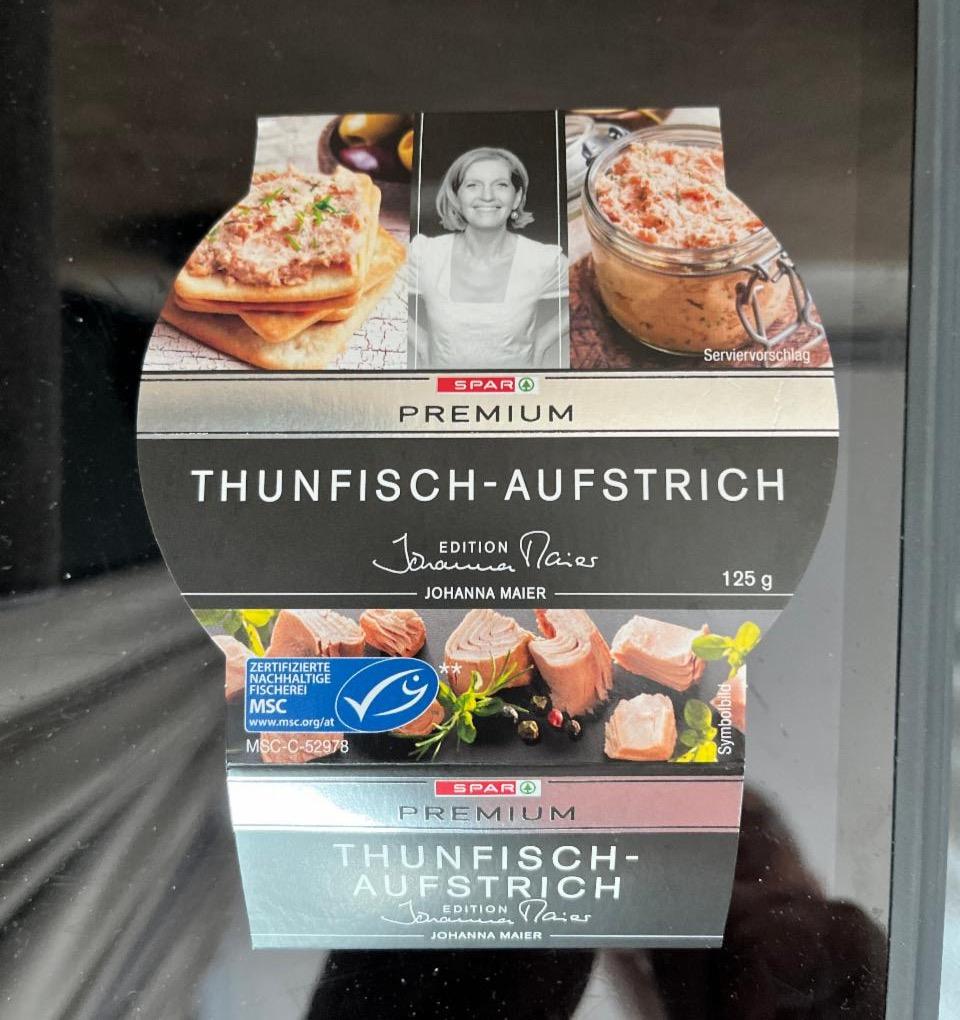 Serviervorschlag
SPAR
PREMIUM
THUNFISCH-AUFSTRICH
EDITION
Johanna Maier
JOHANNA MAIER
125 g
ZERTIFIZIERTE
NACHHALTIGE
FISCHEREI
MSC
www.msc.org/at
**
MSC-C-52978
Symbolbild
SPAR
PREMIUM
THUNFISCH-
AUFSTRICH
EDITION
Johanna Maier
JOHANNA MAIER